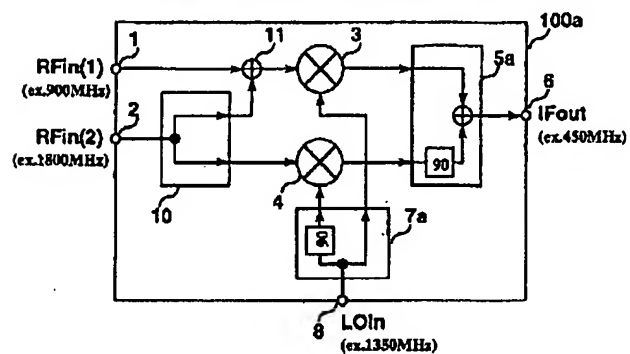 100a
11
3
5a
1
RFin(1)
(ex.900MHz)
6
IFout
(ex.450MHz)
2
RFin(2)
(ex.1800MHz)
10
4
90
90
7a
8
LOin
(ex.1350MHz)